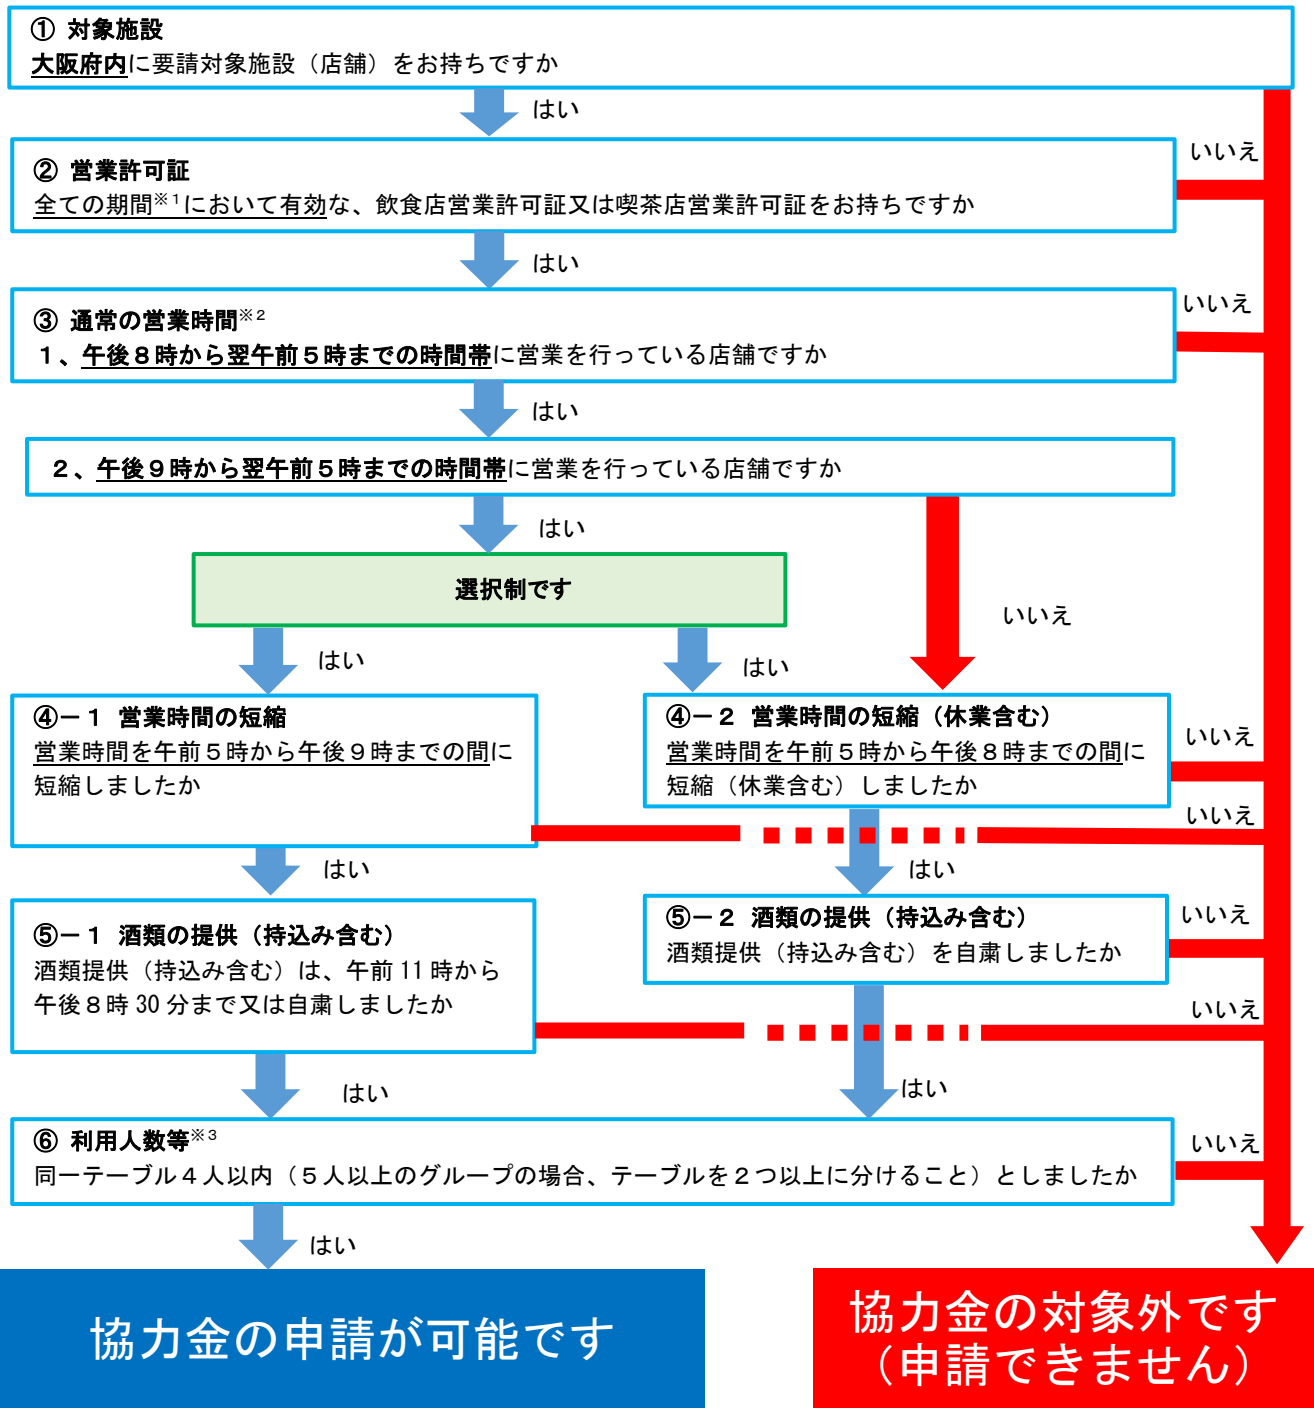 ① 対象施設
大阪府内に要請対象施設（店舗）をお持ちですか
はい
いいえ
② 営業許可証
全ての期間※1において有効な、飲食店営業許可証又は喫茶店営業許可証をお持ちですか
はい
いいえ
③ 通常の営業時間※2
１、午後８時から翌午前５時までの時間帯に営業を行っている店舗ですか
はい
２、午後９時から翌午前５時までの時間帯に営業を行っている店舗ですか
はい
選択制です
いいえ
はい
はい
④－１ 営業時間の短縮
営業時間を午前５時から午後９時までの間に
短縮しましたか
④－２ 営業時間の短縮（休業含む）
営業時間を午前５時から午後８時までの間に
短縮（休業含む）しましたか
いいえ
いいえ
はい
はい
⑤－１ 酒類の提供（持込み含む）
酒類提供（持込み含む）は、午前 11 時から
午後８時 30 分まで又は自粛しましたか
⑤－２ 酒類の提供（持込み含む）
酒類提供（持込み含む）を自粛しましたか
いいえ
いいえ
はい
はい
⑥ 利用人数等※3
同一テーブル４人以内（５人以上のグループの場合、テーブルを２つ以上に分けること）としましたか
いいえ
はい
協力金の申請が可能です
協力金の対象外です
（申請できません）